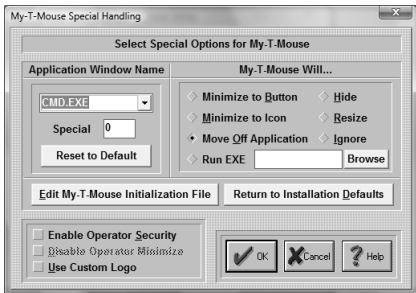 My-T-Mouse Special Handling
Select Special Options for My-T-Mouse
Application Window Name
My-T-Mouse Will...
CMD.EXE
Special 0
Reset to Default
Minimize to Button
Hide
Minimize to Icon
Resize
Move Off Application
Ignore
Run EXE
Browse
Edit My-T-Mouse Initialization File
Return to Installation Defaults
Enable Operator Security
Disable Operator Minimize
Use Custom Logo
OK
Cancel
Help